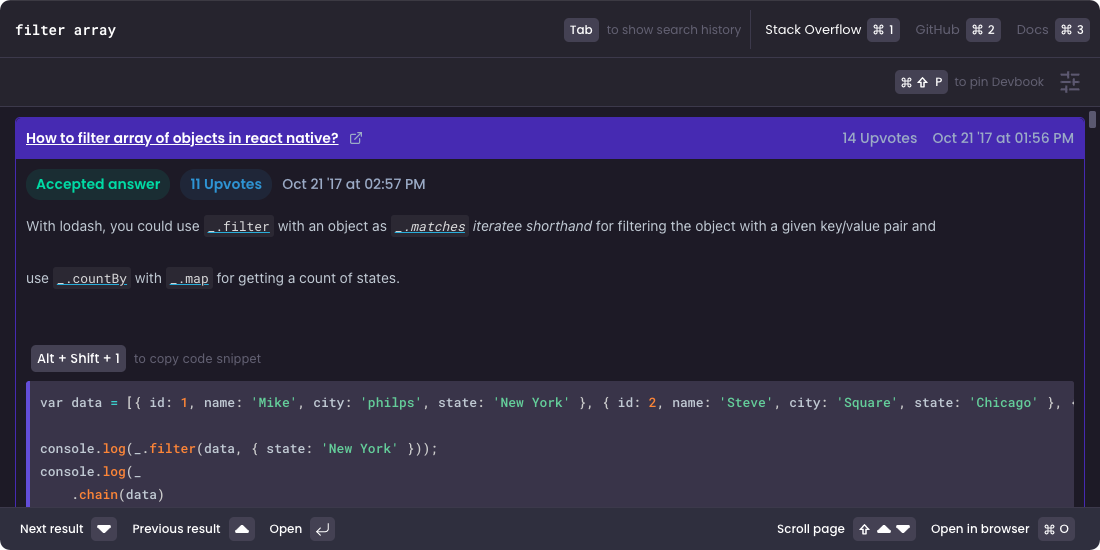 filter array Tab to show search history Stack Overflow ⌘ 1 GitHub ⌘ 2 Docs ⌘ 3
⌘ ⇧ P to pin Devbook
How to filter array of objects in react native? 14 Upvotes Oct 21 '17 at 01:56 PM
Accepted answer 11 Upvotes Oct 21 '17 at 02:57 PM
With lodash, you could use _.filter with an object as _.matches iteratee shorthand for filtering the object with a given key/value pair and
use _.countBy with _.map for getting a count of states.
Alt + Shift + 1 to copy code snippet
var data = [{ id: 1, name: 'Mike', city: 'philps', state: 'New York' }, { id: 2, name: 'Steve', city: 'Square', state: 'Chicago' },
console.log(_.filter(data, { state: 'New York' }));
console.log(_
.chain(data)
Next result Previous result Open Scroll page ⇧ Open in browser ⌘ O